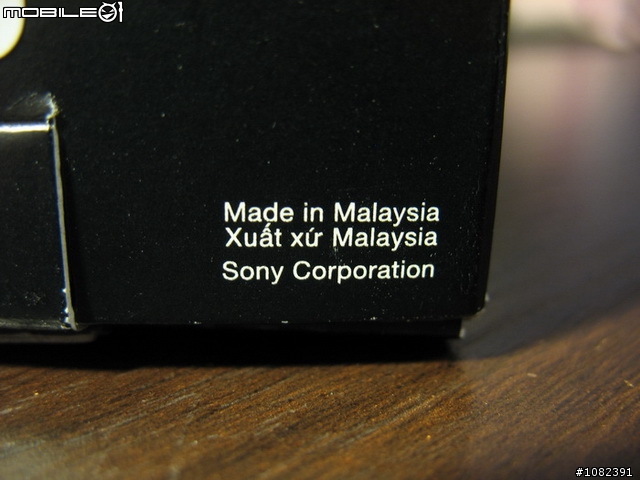 MOBILE01
Made in Malaysia
Xuất xứ Malaysia
Sony Corporation
#1082391